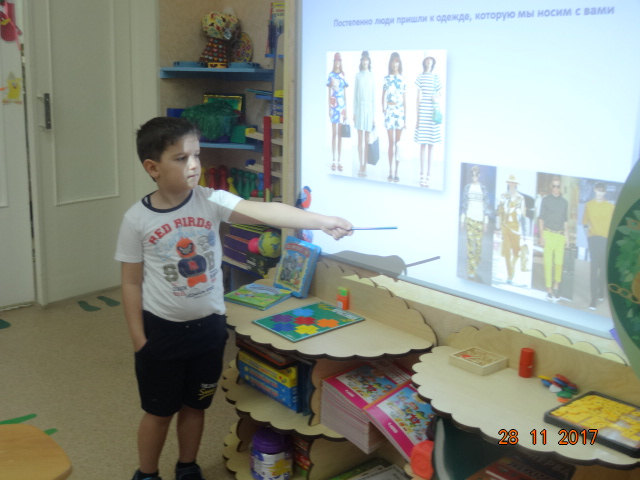 Постепенно люди пришли к одежде, которую мы носим с вами
RED BIRDS
28 11 2017